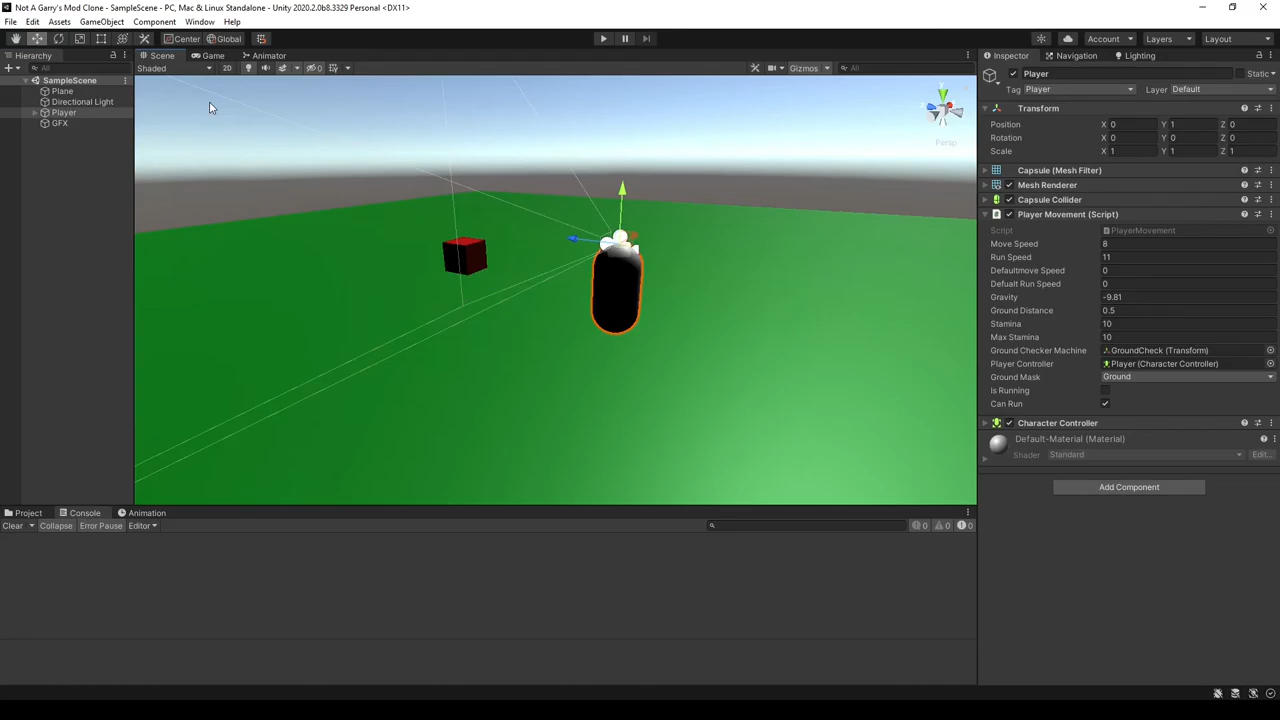 Not A Garry's Mod Clone - SampleScene - PC, Mac & Linux Standalone - Unity 2020.2.0b8.3329 Personal <DX11>
File Edit Assets GameObject Component Window Help
Center Global Account Layers Layout
Hierarchy Scene Game Animator Inspector Navigation Lighting
All Shaded 2D 0 Gizmos All Player Static
SampleScene Tag Player Layer Default
Plane
Directional Light Transform
Player
GFX
Position X 0 Y 1 Z 0
Rotation X 0 Y 0 Z 0
Persp
Scale X 1 Y 1 Z 1
Capsule (Mesh Filter)
Mesh Renderer
Capsule Collider
Player Movement (Script)
Script PlayerMovement
Move Speed 8
Run Speed 11
Defaultmove Speed 0
Defualt Run Speed 0
Gravity -9.81
Ground Distance 0.5
Stamina 10
Max Stamina 10
Ground Checker Machine GroundCheck (Transform)
Player Controller Player (Character Controller)
Ground Mask Ground
Is Running
Can Run
Character Controller
Default-Material (Material)
Shader Standard Edit...
Add Component
Project Console Animation
Clear Collapse Error Pause Editor 0 0 0